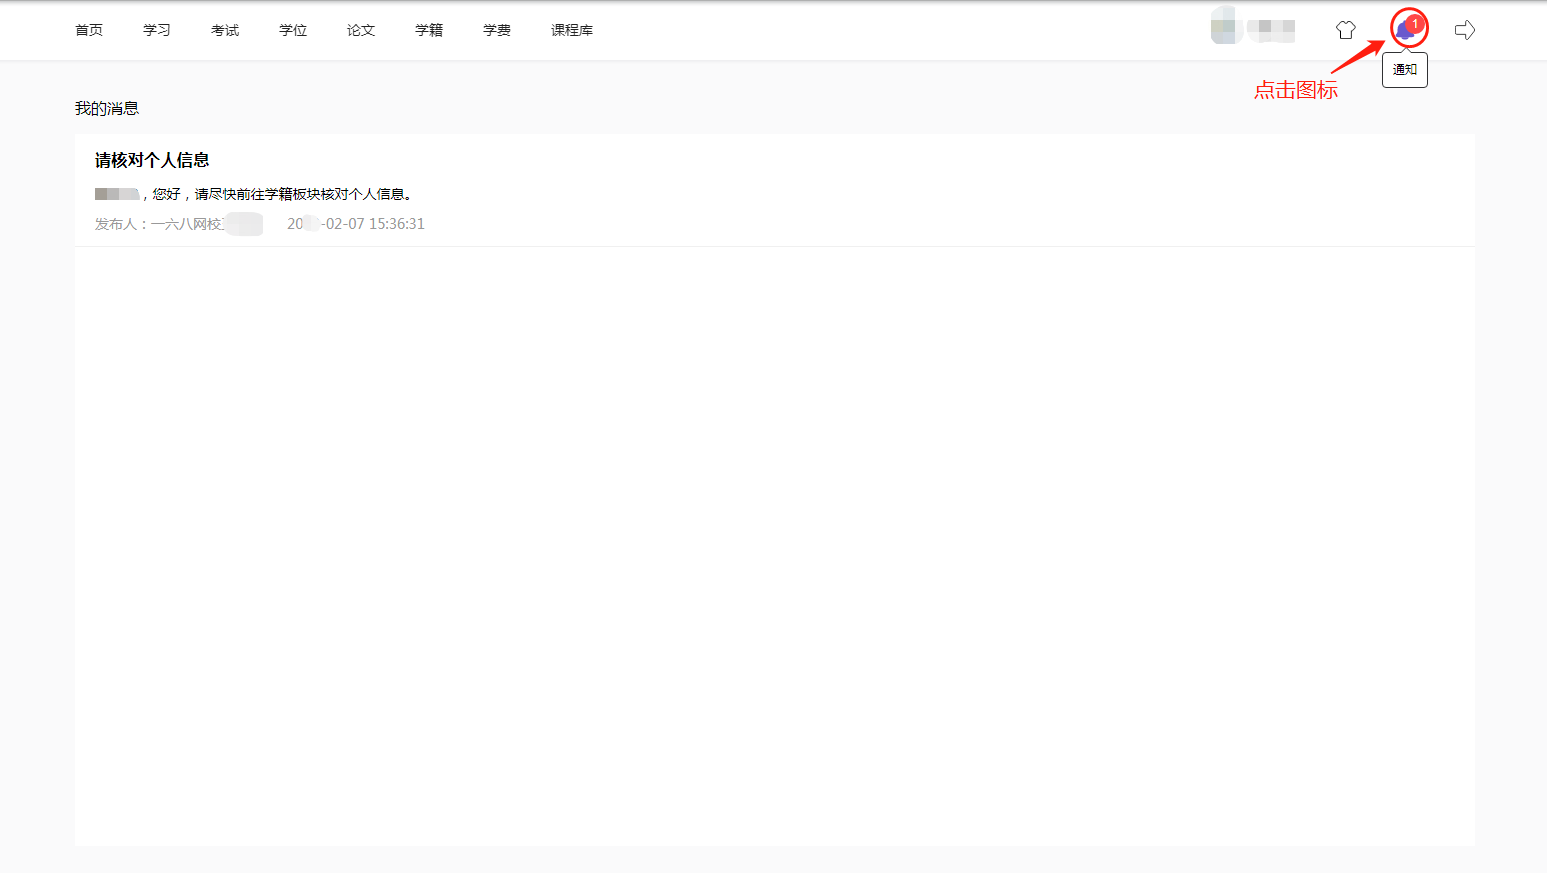 首页 学习 考试 学位 论文 学籍 学费 课程库
1
通知
点击图标
我的消息
请核对个人信息
，您好，请尽快前往学籍板块核对个人信息。
发布人：一六八网校 20 -02-07 15:36:31